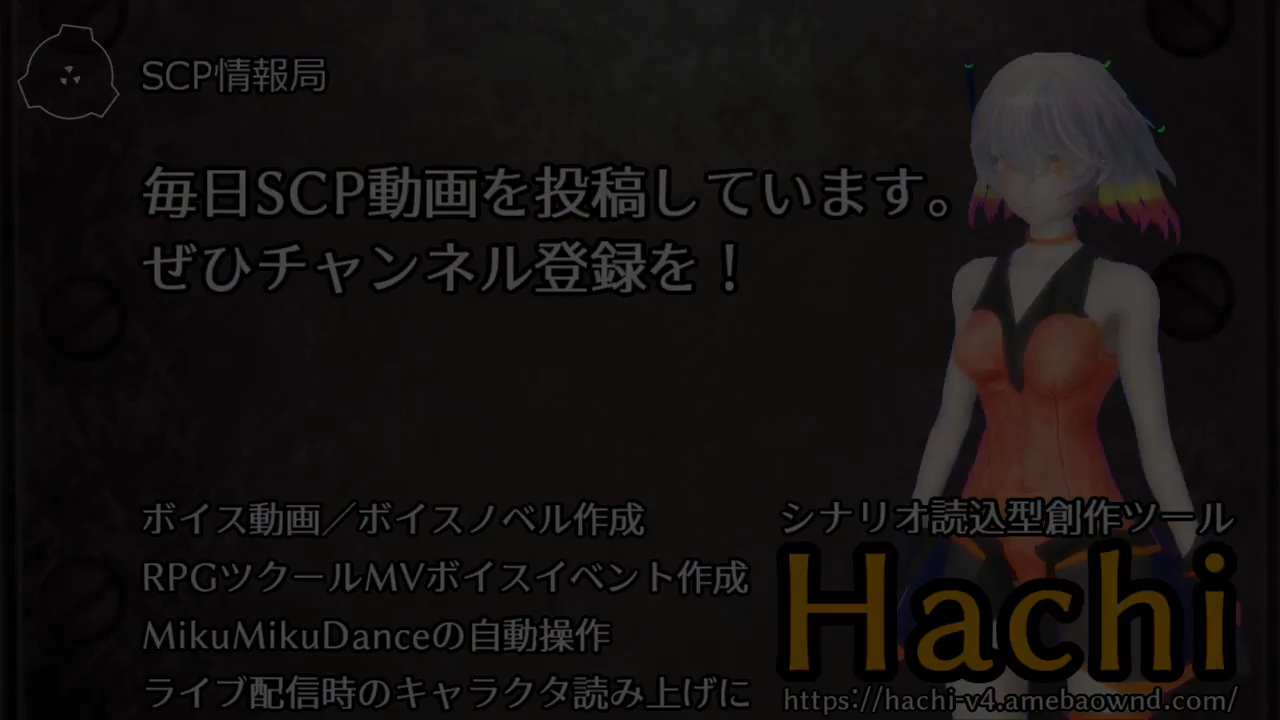 SCP情報局
毎日SCP動画を投稿しています。
ぜひチャンネル登録を！
ボイス動画／ボイスノベル作成
RPGツクールMVボイスイベント作成
MikuMikuDanceの自動操作
ライブ配信時のキャラクタ読み上げに
シナリオ読込型創作ツール
Hachi
https://hachi-v4.amebaownd.com/